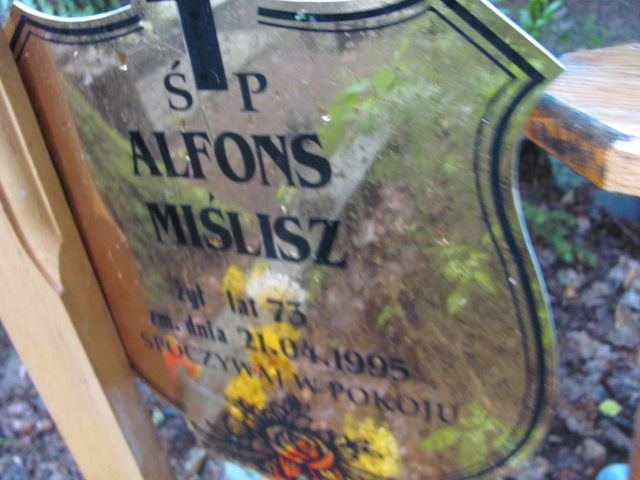 Ś P
ALFONS
MIŚLISZ
żył lat 73
zm. dnia 21.04.1995
SPOCZYWAJ W POKOJU